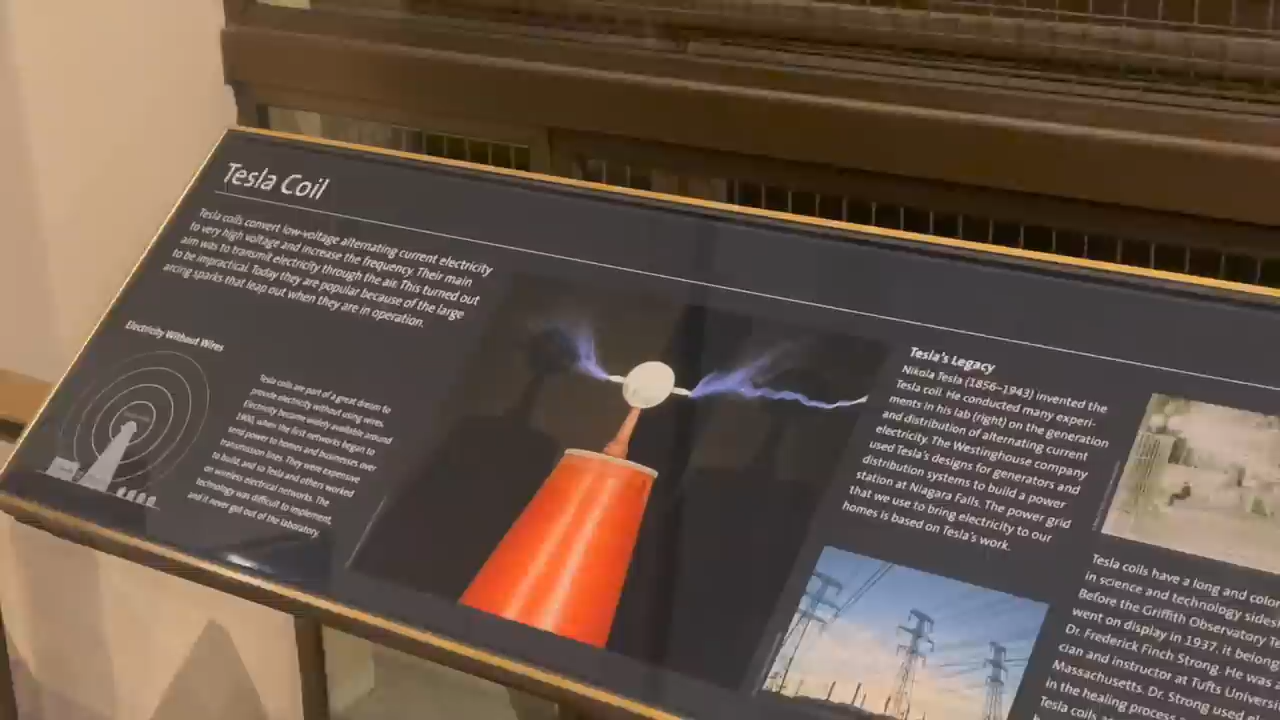 Tesla Coil
Tesla coils convert low-voltage alternating current electricity
to very high voltage and increase the frequency. Their main
aim was to transmit electricity through the air. This turned out
to be impractical. Today they are popular because of the large
arcing sparks that leap out when they are in operation.
Electricity Without Wires
Tesla coils are part of a great dream to
provide electricity without using wires.
Electricity became widely available around
1900, when the first networks began to
send power to homes and businesses over
transmission lines. They were expensive
to build, and so Tesla and others worked
on wireless electrical networks. The
technology was difficult to implement,
and it never got out of the laboratory.
Tesla's Legacy
Nikola Tesla (1856–1943) invented the
Tesla coil. He conducted many experi-
ments in his lab (right) on the generation
and distribution of alternating current
electricity. The Westinghouse company
used Tesla's designs for generators and
distribution systems to build a power
station at Niagara Falls. The power grid
that we use to bring electricity to our
homes is based on Tesla's work.
Tesla coils have a long and color
in science and technology sides
Before the Griffith Observatory Te
went on display in 1937, it belong
Dr. Frederick Finch Strong. He was a
cian and instructor at Tufts Universi
Massachusetts. Dr. Strong used el
in the healing process
Tesla coils